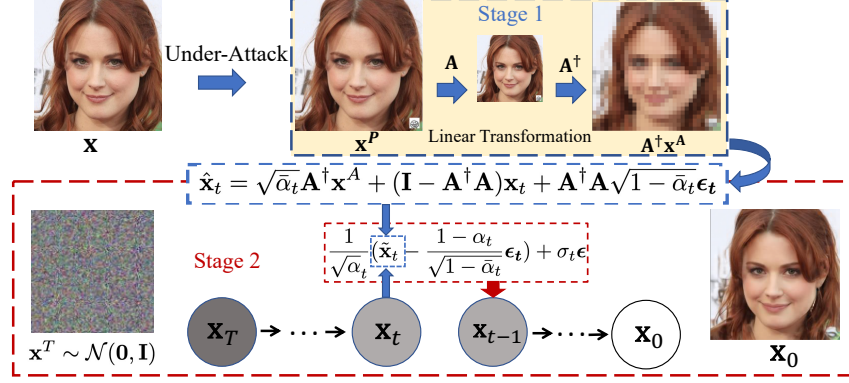 Under-Attack
Stage 1
A
A†
x
x^P
Linear Transformation
A†x^A
x̂_t = √ᾱ_t A†x^A + (I − A†A)x_t + A†A√1 − ᾱ_t ϵ_t
Stage 2
1/√α_t (x̃_t − (1 − α_t)/√1 − ᾱ_t ϵ_t) + σ_t ϵ
x_T → ⋯ → x_t x_{t−1} → ⋯ → x_0
x^T ∼ N(0, I)
x_0